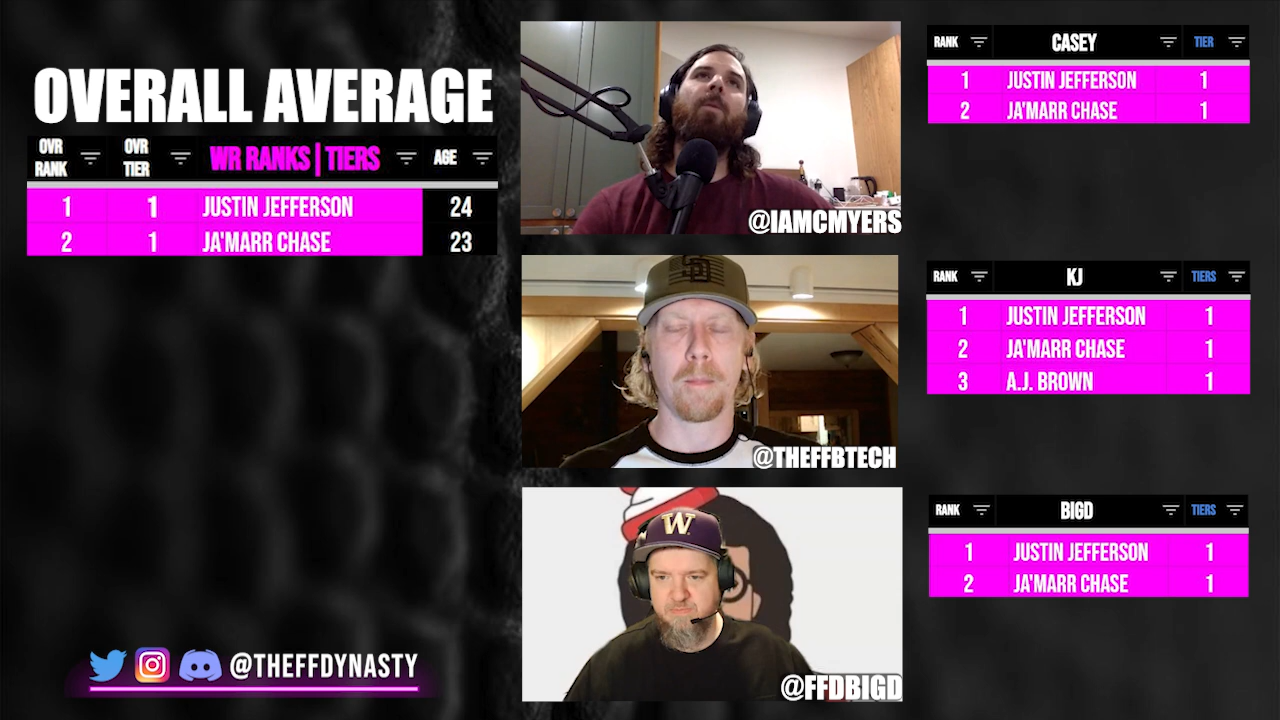 OVERALL AVERAGE
OVR RANK OVR TIER WR RANKS | TIERS AGE
1 1 JUSTIN JEFFERSON 24
2 1 JA'MARR CHASE 23
@THEFFDYNASTY
@IAMCMYERS
SD
@THEFFBTECH
W
@FFDBIGD
RANK CASEY TIER
1 JUSTIN JEFFERSON 1
2 JA'MARR CHASE 1
RANK KJ TIERS
1 JUSTIN JEFFERSON 1
2 JA'MARR CHASE 1
3 A.J. BROWN 1
RANK BIGD TIERS
1 JUSTIN JEFFERSON 1
2 JA'MARR CHASE 1